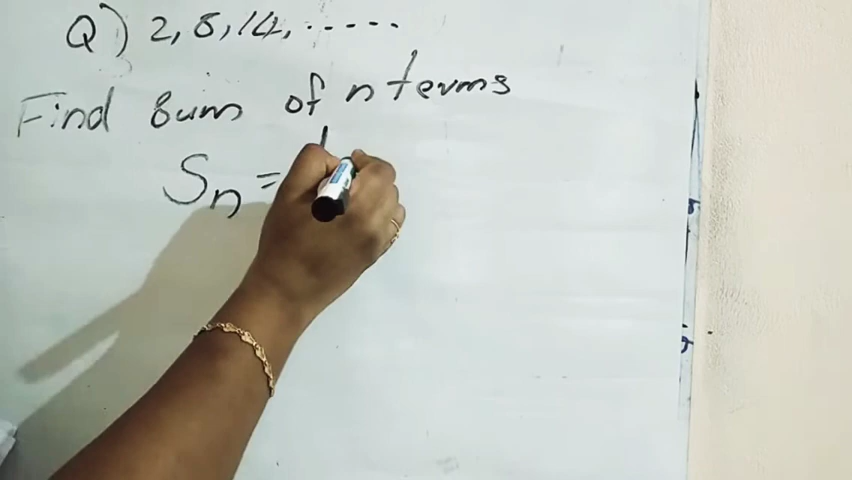 Q) 2, 8, 14, ......
Find sum of n terms
Sn =